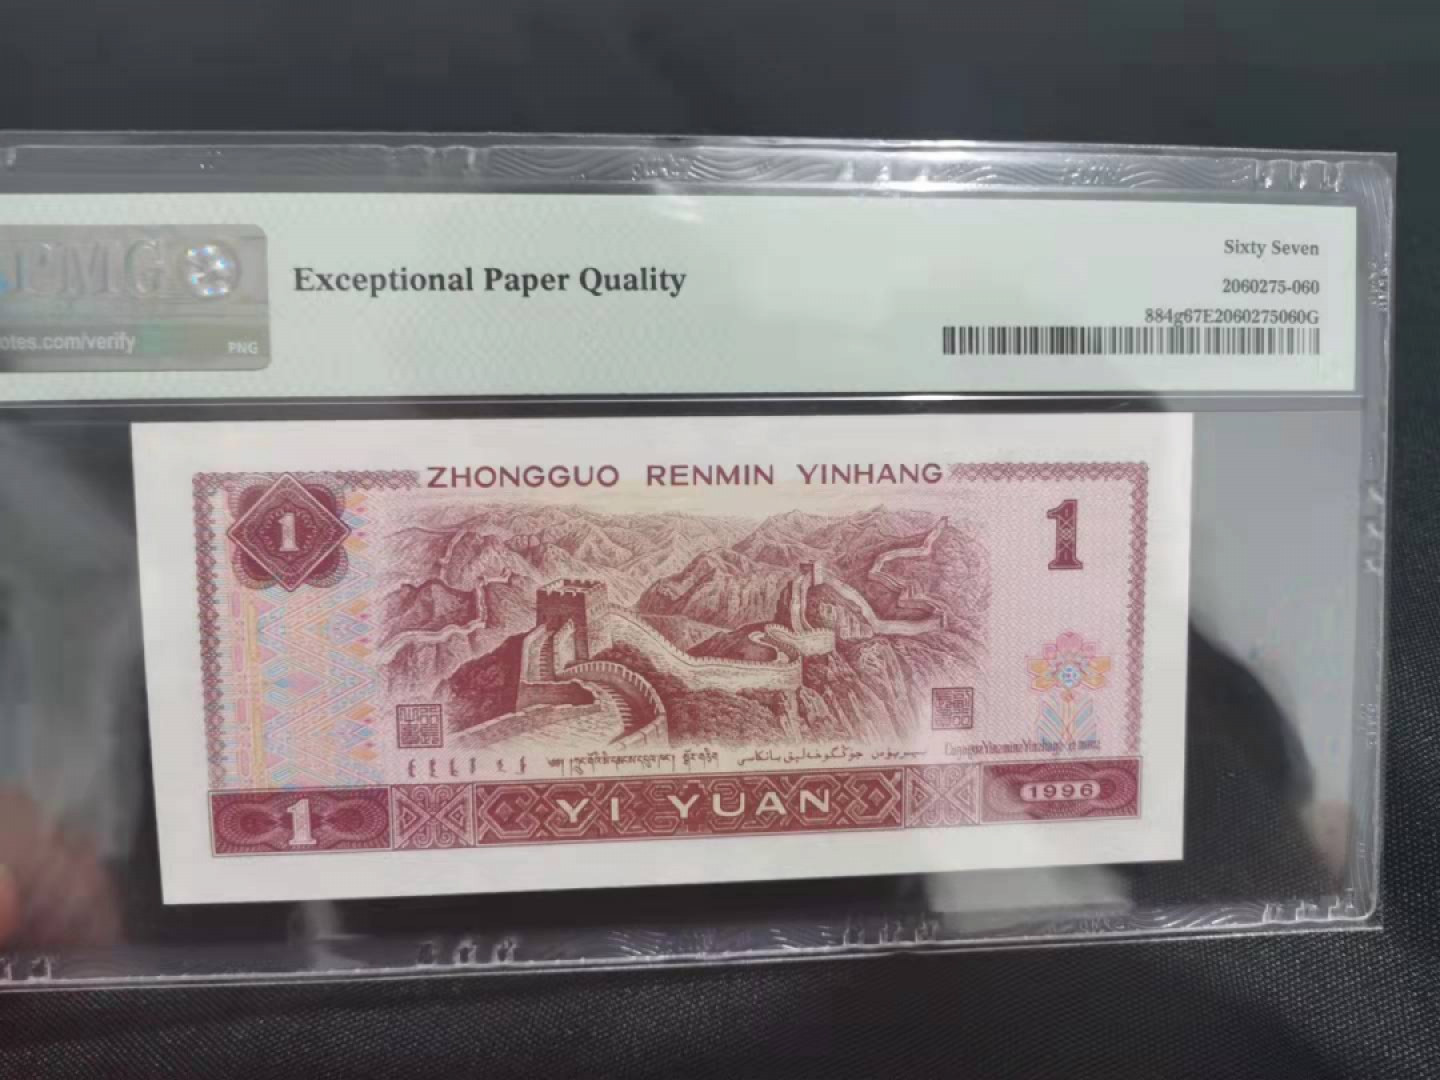 PMG
otes.com/verify
PNG
Exceptional Paper Quality
Sixty Seven
2060275-060
884g67E2060275060G
ZHONGGUO RENMIN YINHANG
1
1
1
YI YUAN
1996